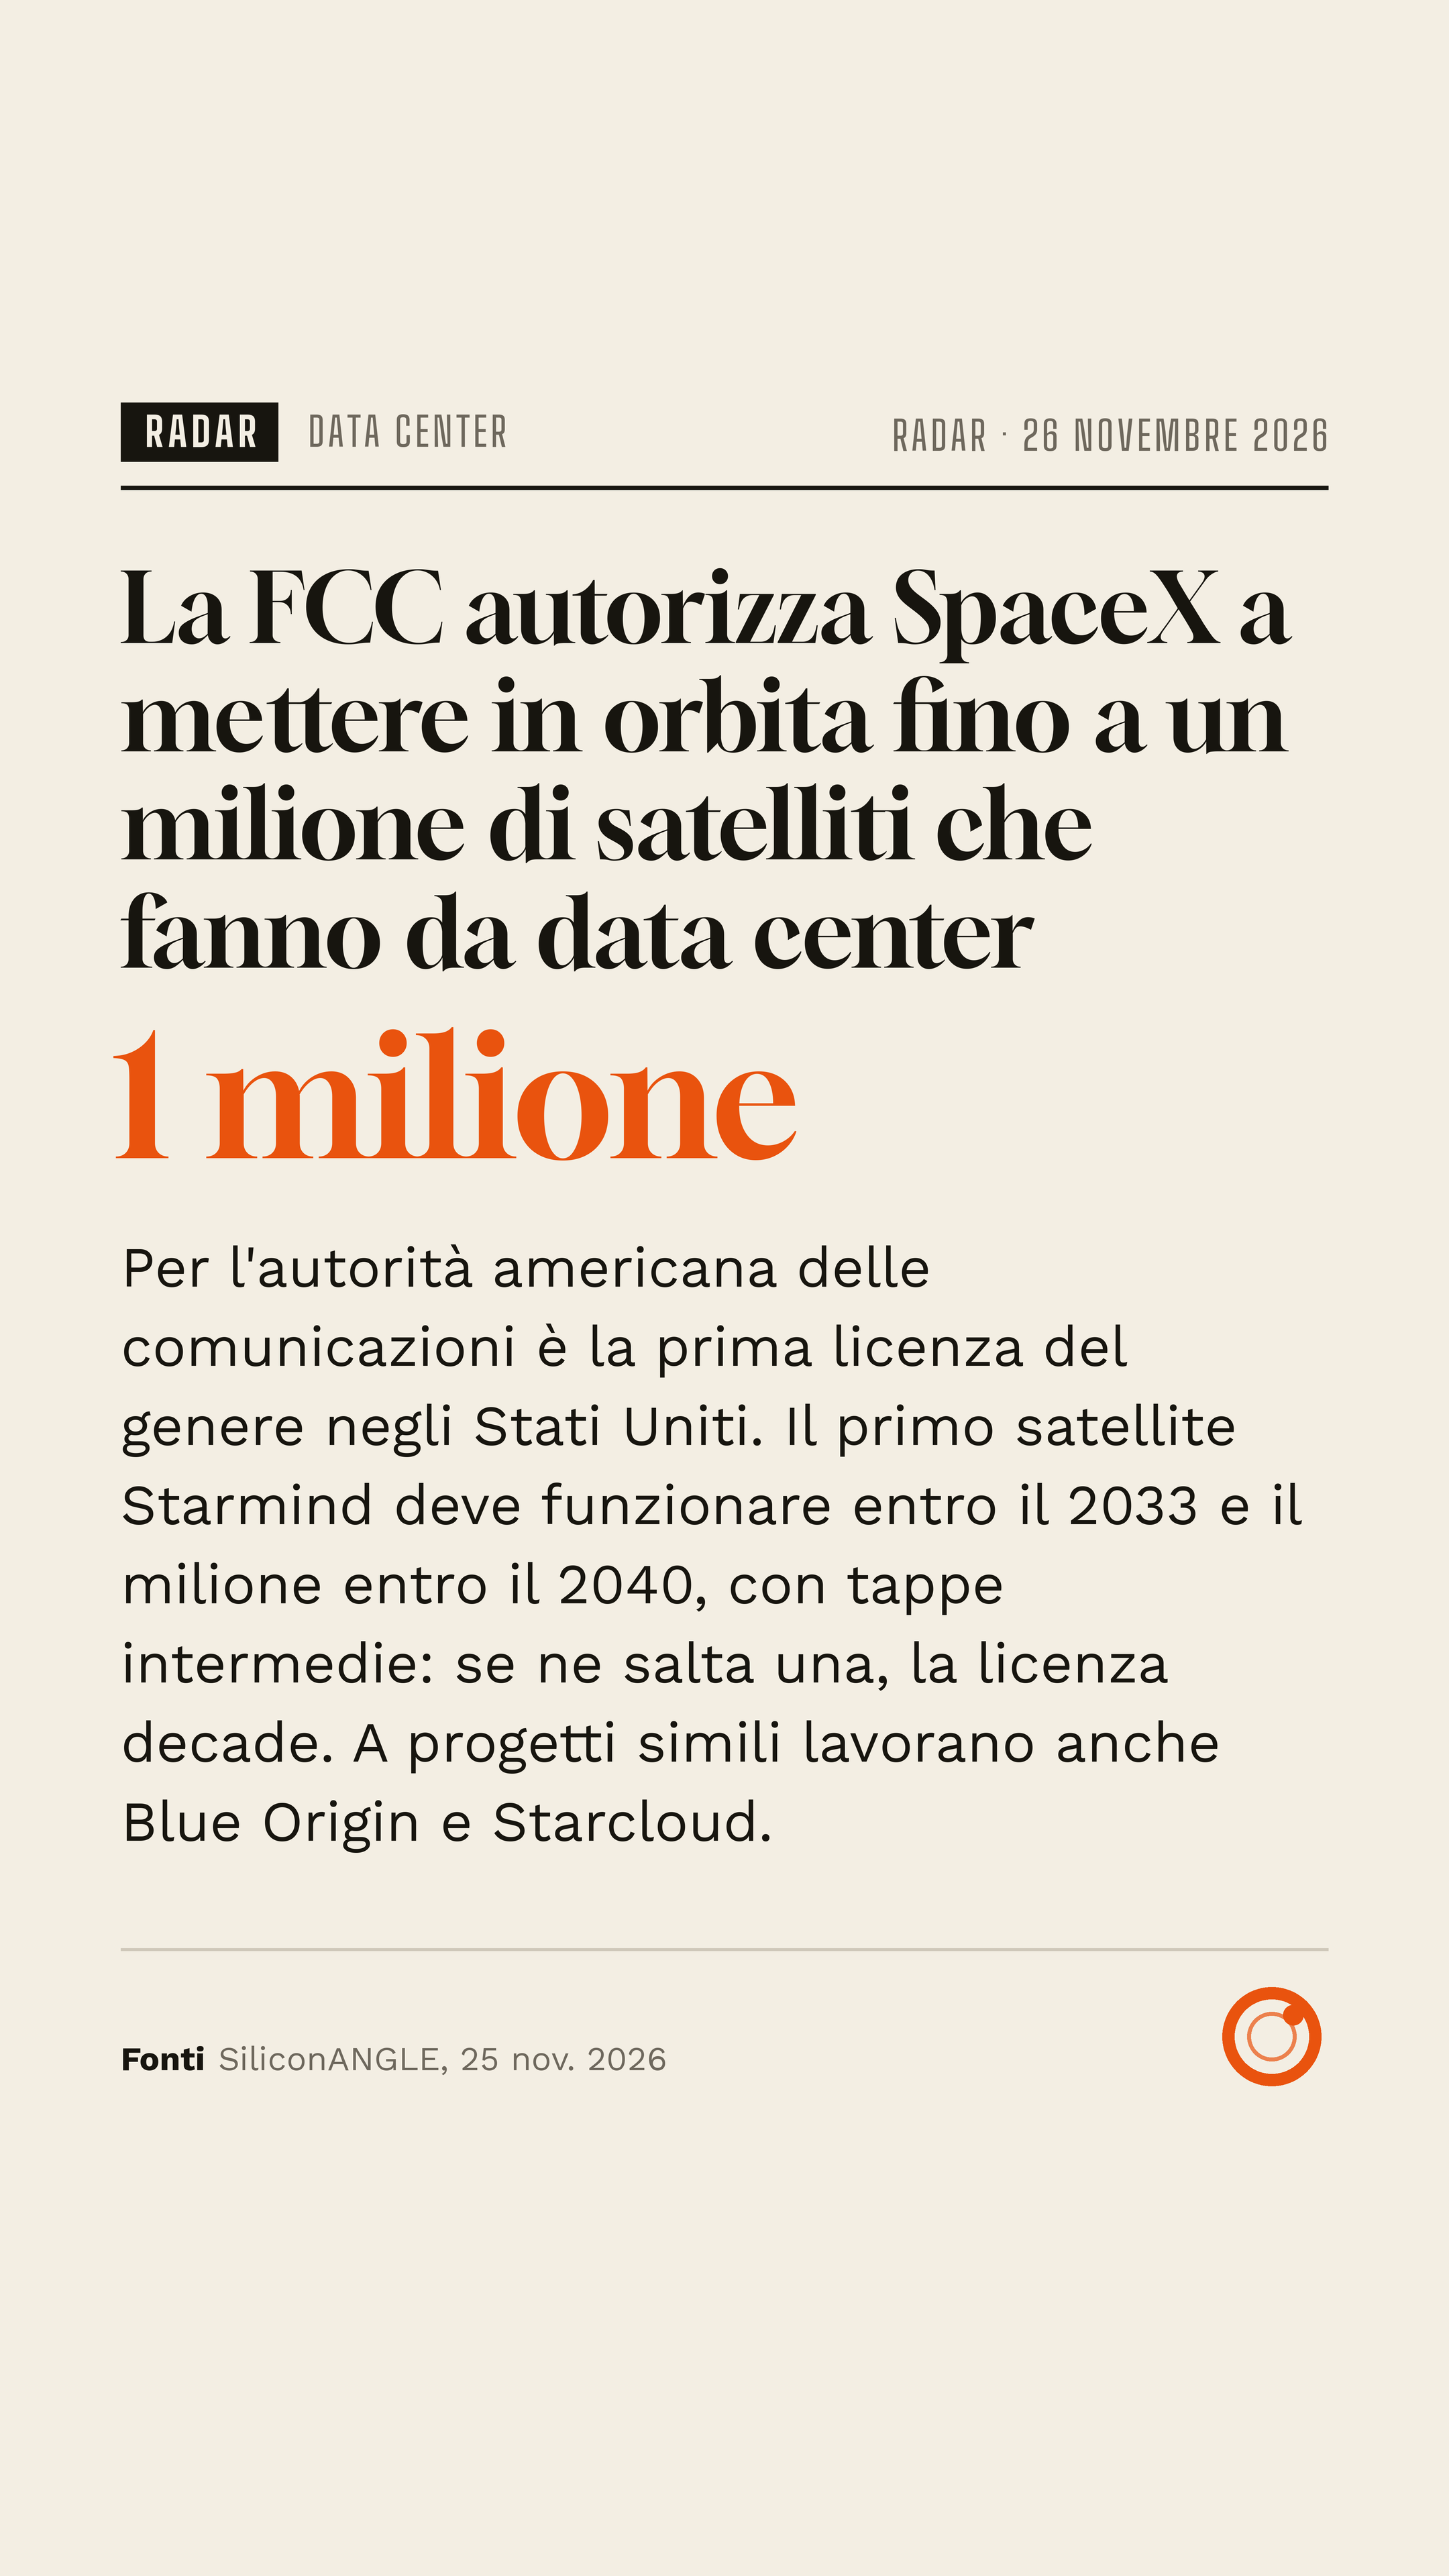 RADAR DATA CENTER RADAR · 26 NOVEMBRE 2026
La FCC autorizza SpaceX a
mettere in orbita fino a un
milione di satelliti che
fanno da data center
1 milione
Per l'autorità americana delle
comunicazioni è la prima licenza del
genere negli Stati Uniti. Il primo satellite
Starmind deve funzionare entro il 2033 e il
milione entro il 2040, con tappe
intermedie: se ne salta una, la licenza
decade. A progetti simili lavorano anche
Blue Origin e Starcloud.
Fonti SiliconANGLE, 25 nov. 2026